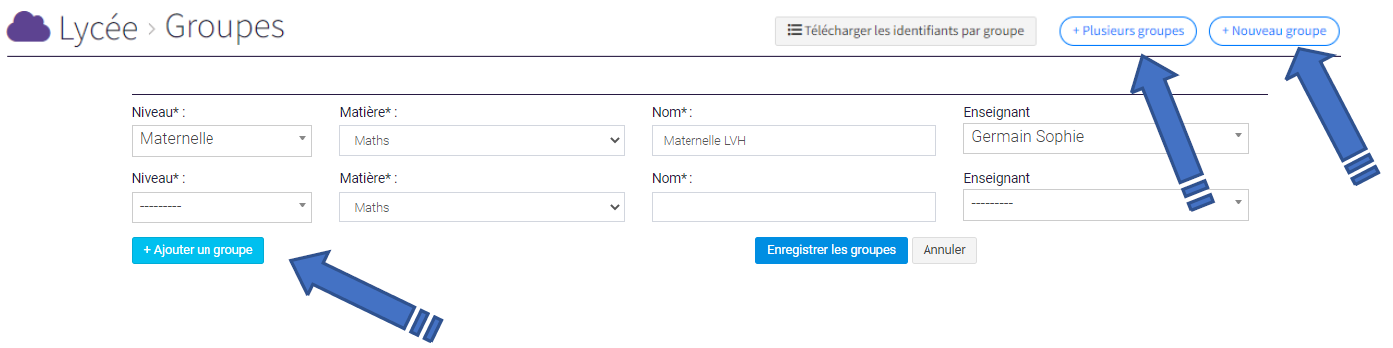 Lycée > Groupes Télécharger les identifiants par groupe + Plusieurs groupes + Nouveau groupe
Niveau* : Matière* : Nom* : Enseignant
Maternelle Maths Maternelle LVH Germain Sophie
Niveau* : Matière* : Nom* : Enseignant
--------- Maths ---------
+ Ajouter un groupe Enregistrer les groupes Annuler